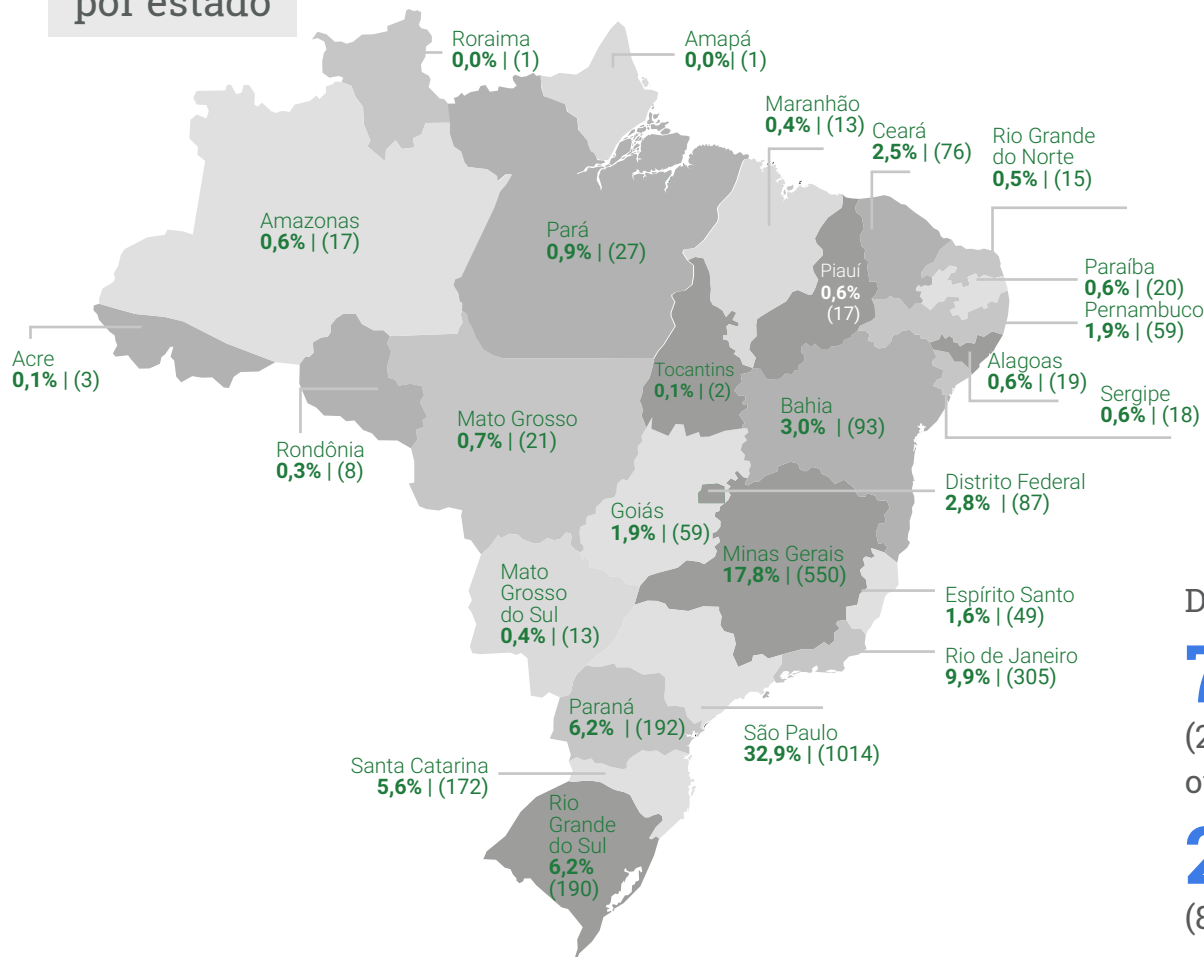 por estado
Roraima
0,0% | (1)
Amapá
0,0%| (1)
Maranhão
0,4% | (13)
Ceará
2,5% | (76)
Rio Grande
do Norte
0,5% | (15)
Amazonas
0,6% | (17)
Pará
0,9% | (27)
Piauí
0,6%
(17)
Paraíba
0,6% | (20)
Pernambuco
1,9% | (59)
Acre
0,1% | (3)
Tocantins
0,1% | (2)
Alagoas
0,6% | (19)
Sergipe
0,6% | (18)
Mato Grosso
0,7% | (21)
Bahia
3,0% | (93)
Rondônia
0,3% | (8)
Distrito Federal
2,8% | (87)
Goiás
1,9% | (59)
Minas Gerais
17,8% | (550)
Mato
Grosso
do Sul
0,4% | (13)
Espírito Santo
1,6% | (49)
Rio de Janeiro
9,9% | (305)
Paraná
6,2% | (192)
São Paulo
32,9% | (1014)
Santa Catarina
5,6% | (172)
Rio
Grande
do Sul
6,2%
(190)